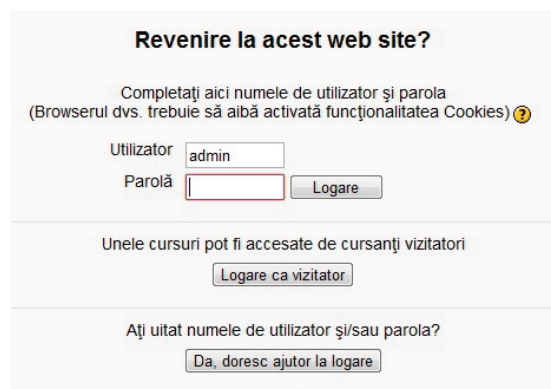 Revenire la acest web site?
Completaţi aici numele de utilizator şi parola
(Browserul dvs. trebuie să aibă activată funcţionalitatea Cookies) ?
Utilizator admin
Parolă Logare
Unele cursuri pot fi accesate de cursanţi vizitatori
Logare ca vizitator
Aţi uitat numele de utilizator şi/sau parola?
Da, doresc ajutor la logare